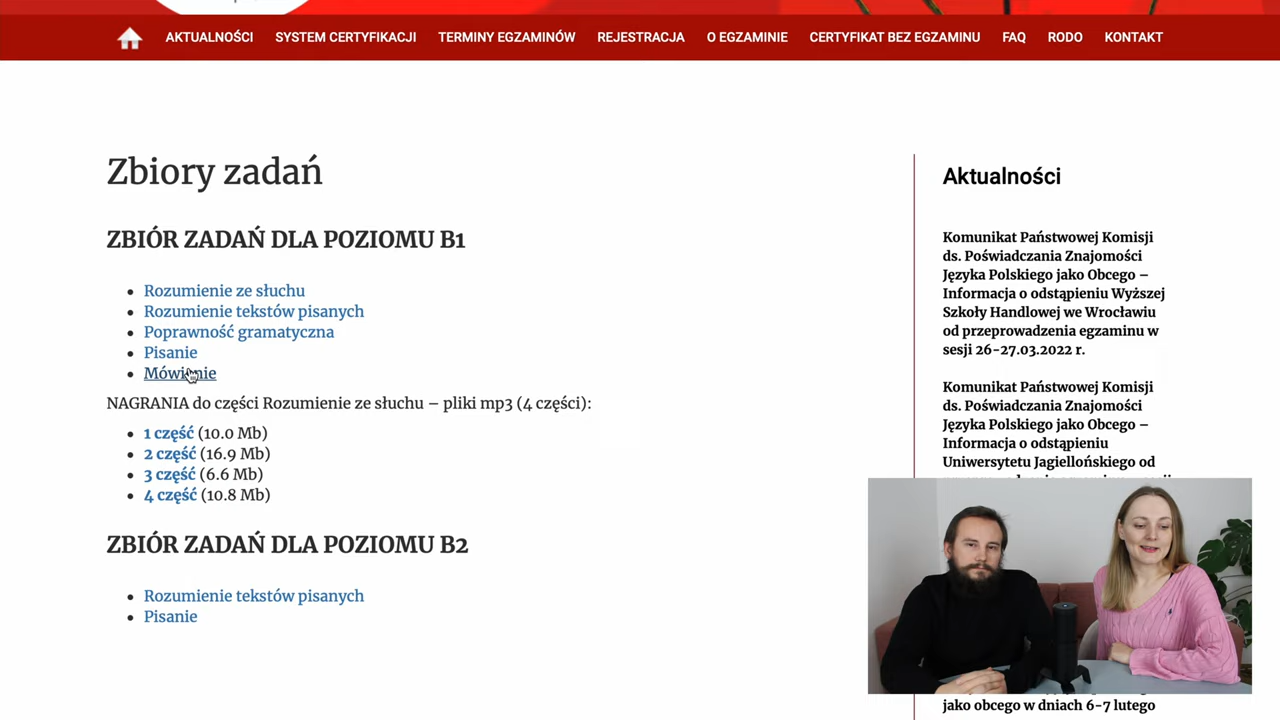 AKTUALNOŚCI SYSTEM CERTYFIKACJI TERMINY EGZAMINÓW REJESTRACJA O EGZAMINIE CERTYFIKAT BEZ EGZAMINU FAQ RODO KONTAKT
Zbiory zadań
ZBIÓR ZADAŃ DLA POZIOMU B1
Rozumienie ze słuchu
Rozumienie tekstów pisanych
Poprawność gramatyczna
Pisanie
Mówienie
NAGRANIA do części Rozumienie ze słuchu – pliki mp3 (4 części):
1 część (10.0 Mb)
2 część (16.9 Mb)
3 część (6.6 Mb)
4 część (10.8 Mb)
ZBIÓR ZADAŃ DLA POZIOMU B2
Rozumienie tekstów pisanych
Pisanie
Aktualności
Komunikat Państwowej Komisji
ds. Poświadczania Znajomości
Języka Polskiego jako Obcego –
Informacja o odstąpieniu Wyższej
Szkoły Handlowej we Wrocławiu
od przeprowadzenia egzaminu w
sesji 26-27.03.2022 r.
Komunikat Państwowej Komisji
ds. Poświadczania Znajomości
Języka Polskiego jako Obcego –
Informacja o odstąpieniu
Uniwersytetu Jagiellońskiego od
jako obcego w dniach 6-7 lutego